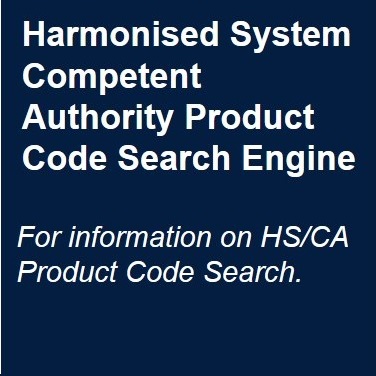 Harmonised System
Competent
Authority Product
Code Search Engine
For information on HS/CA
Product Code Search.